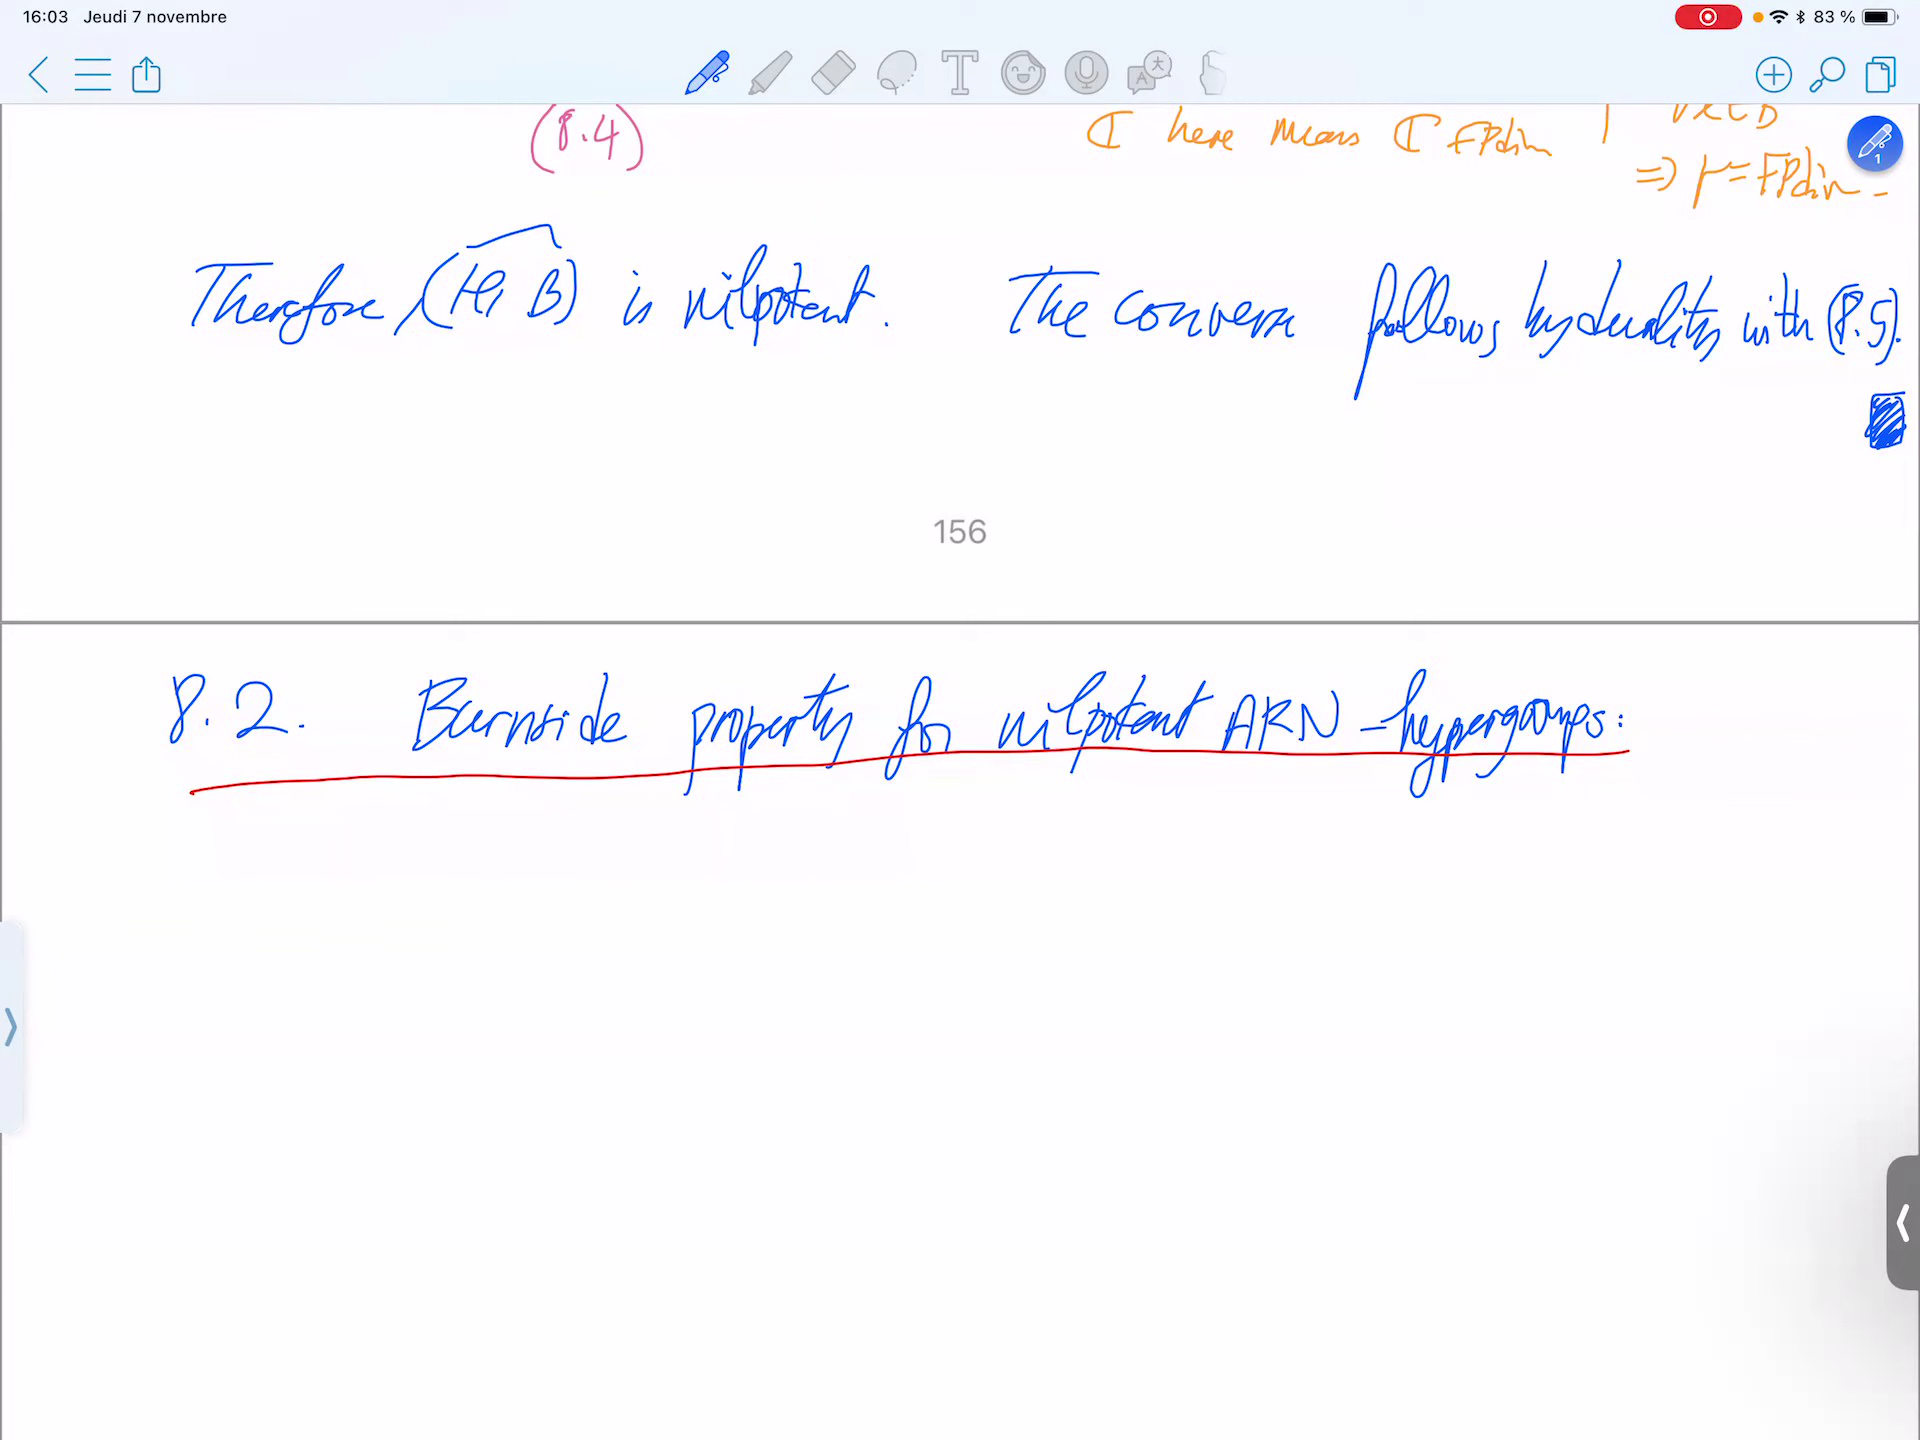 16:03 Jeudi 7 novembre 83 %
(8.4)
ℂ here means ℂ FPdim
=> μ = FPdim
1
Therefore, (H, B)^ is nilpotent. The converse follows by duality with (8.5).
156
8.2. Burnside property for nilpotent ARN-hypergroups: